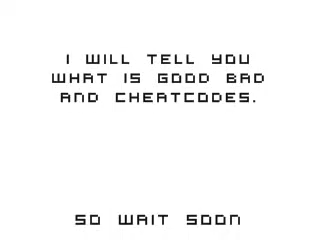 I WILL TELL YOU
WHAT IS GOOD BAD
AND CHEATCODES.
SO WAIT SOON